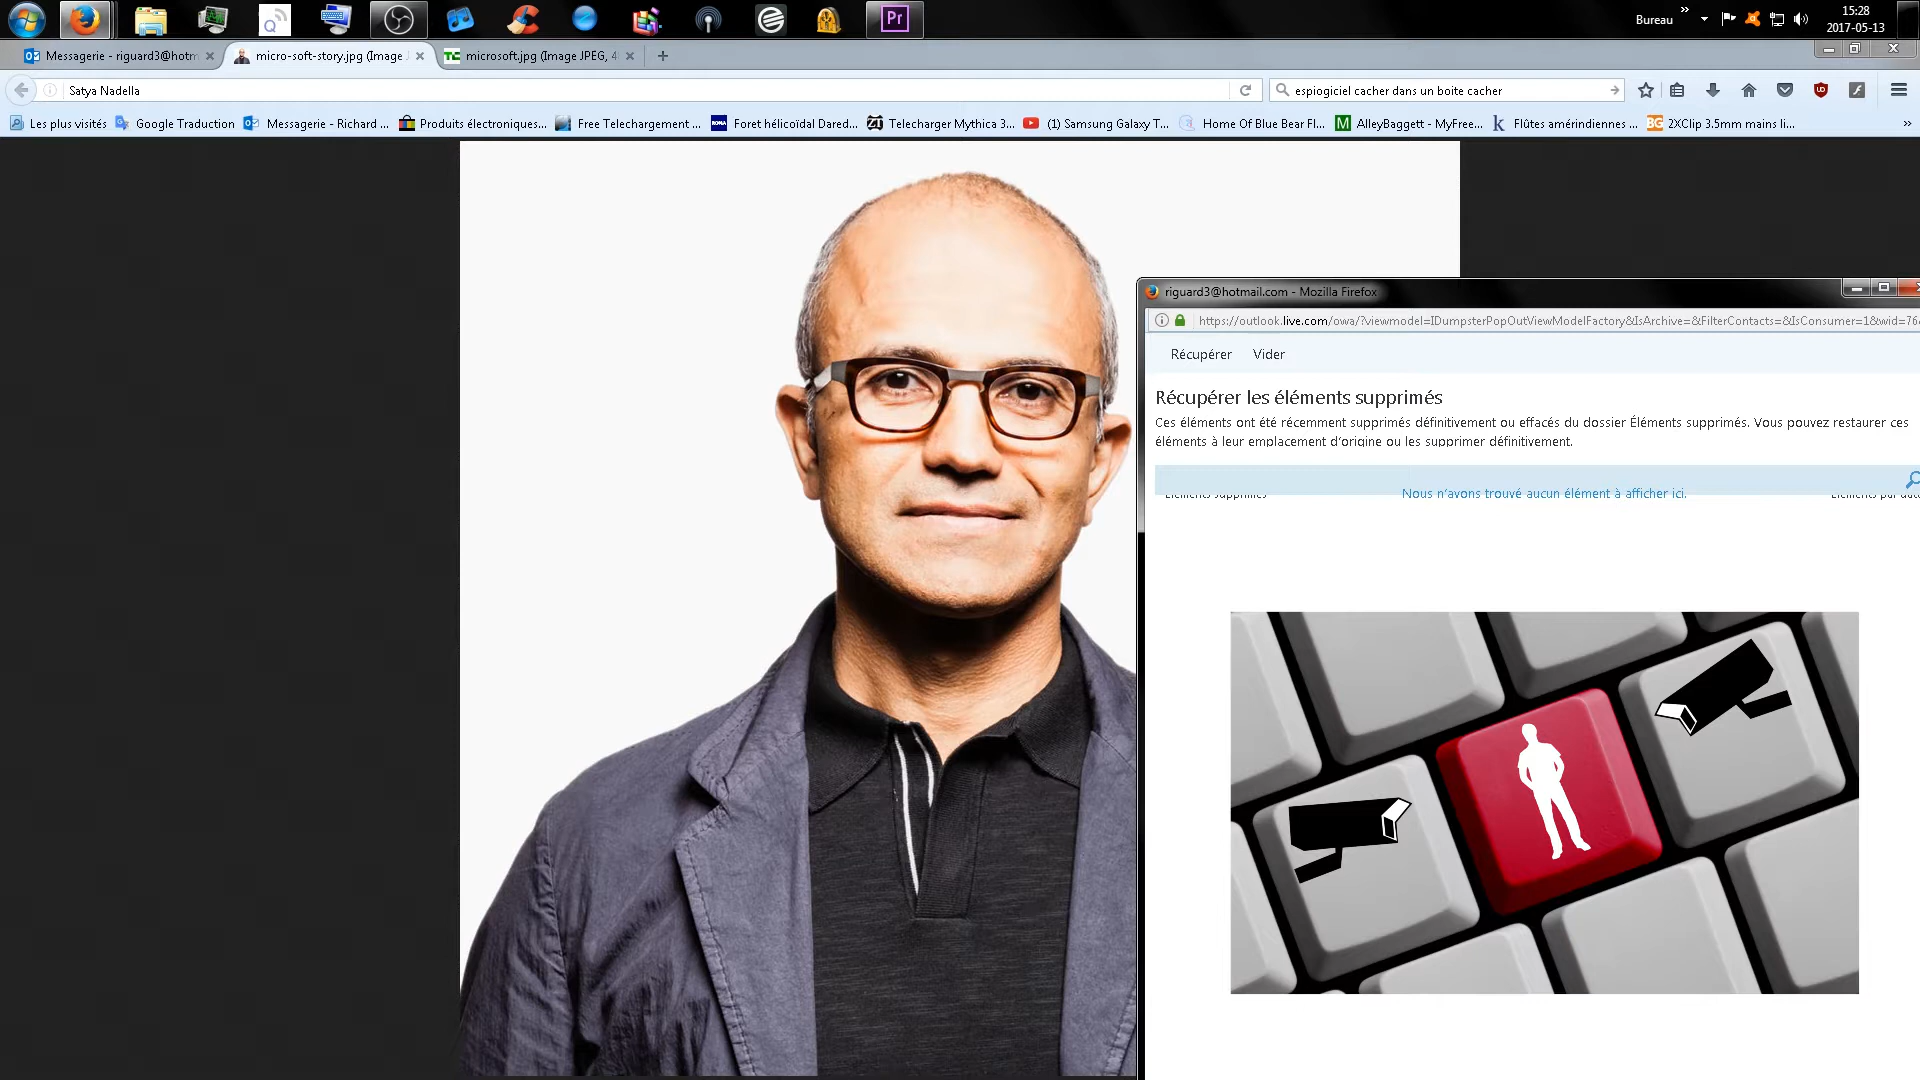 Pr
Bureau
»
15:28
2017-05-13
Messagerie - riguard3@hotm
micro-soft-story.jpg (Image J
microsoft.jpg (Image JPEG, 4
Satya Nadella
espiogiciel cacher dans un boite cacher
Les plus visités
Google Traduction
Messagerie - Richard ...
Produits électroniques...
Free Telechargement ...
Foret hélicoïdal Dared...
Telecharger Mythica 3...
(1) Samsung Galaxy T...
Home Of Blue Bear Fl...
AlleyBaggett - MyFree...
Flûtes amérindiennes ...
2XClip 3.5mm mains li...
»
riguard3@hotmail.com - Mozilla Firefox
https://outlook.live.com/owa/?viewmodel=IDumpsterPopOutViewModelFactory&IsArchive=&FilterContacts=&IsConsumer=1&wid=76
Récupérer Vider
Récupérer les éléments supprimés
Ces éléments ont été récemment supprimés définitivement ou effacés du dossier Éléments supprimés. Vous pouvez restaurer ces
éléments à leur emplacement d'origine ou les supprimer définitivement.
Éléments supprimés
Nous n'avons trouvé aucun élément à afficher ici.